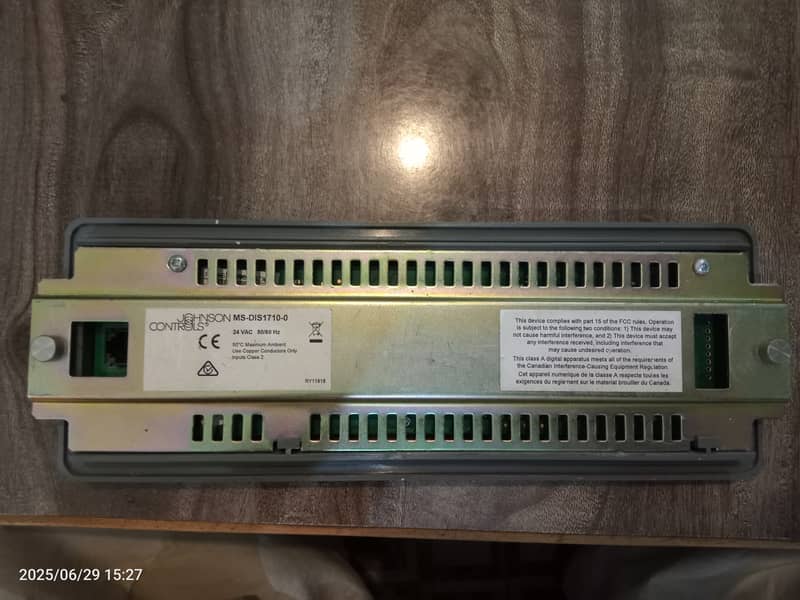 JOHNSON
CONTROLS®
MS-DIS1710-0
24 VAC 50/60 Hz
CE
50°C Maximum Ambient
Use Copper Conductors Only
Inputs Class 2
NY11818
This device complies with part 15 of the FCC rules, Operation
is subject to the following two conditions: 1) This device may
not cause harmful interference, and 2) This device must accept
any interference received, including interference that
may cause undesired operation.
This class A digital apparatus meets all of the requirements of
the Canadian Interference-Causing Equipment Regulation.
Cet appareil numerique de la classe A respecte toutes les
exigences du reglement sur le materiel brouiller du Canada.
2025/06/29 15:27